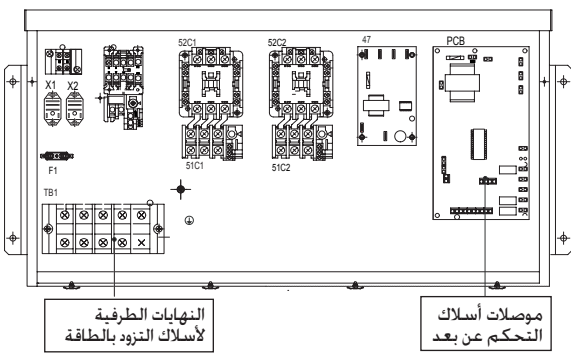 52C1
52C2
47
PCB
X1 X2
F1
51C1
51C2
TB1
النهايات الطرفية
لأسلاك التزود بالطاقة
موصلات أسلاك
التحكم عن بعد